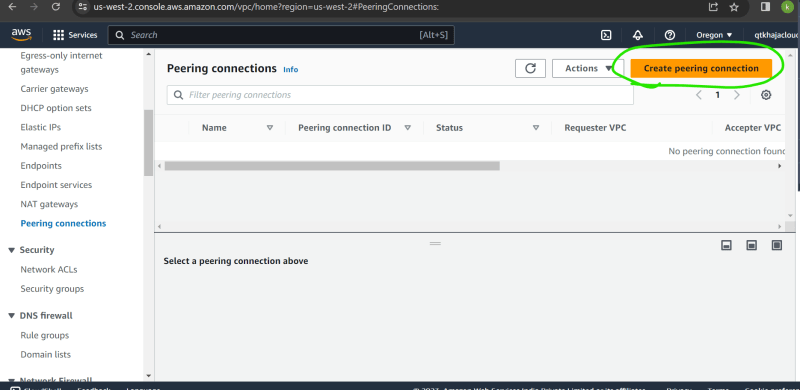 us-west-2.console.aws.amazon.com/vpc/home?region=us-west-2#PeeringConnections:
k
aws
Services
Search
[Alt+S]
Oregon
qtkhajacloud
Egress-only internet
gateways
Carrier gateways
DHCP option sets
Elastic IPs
Managed prefix lists
Endpoints
Endpoint services
NAT gateways
Peering connections
Security
Network ACLs
Security groups
DNS firewall
Rule groups
Domain lists
Network Firewall
Peering connections
Info
Actions
Create peering connection
Filter peering connections
1
Name
Peering connection ID
Status
Requester VPC
Accepter VPC
No peering connection found
Select a peering connection above